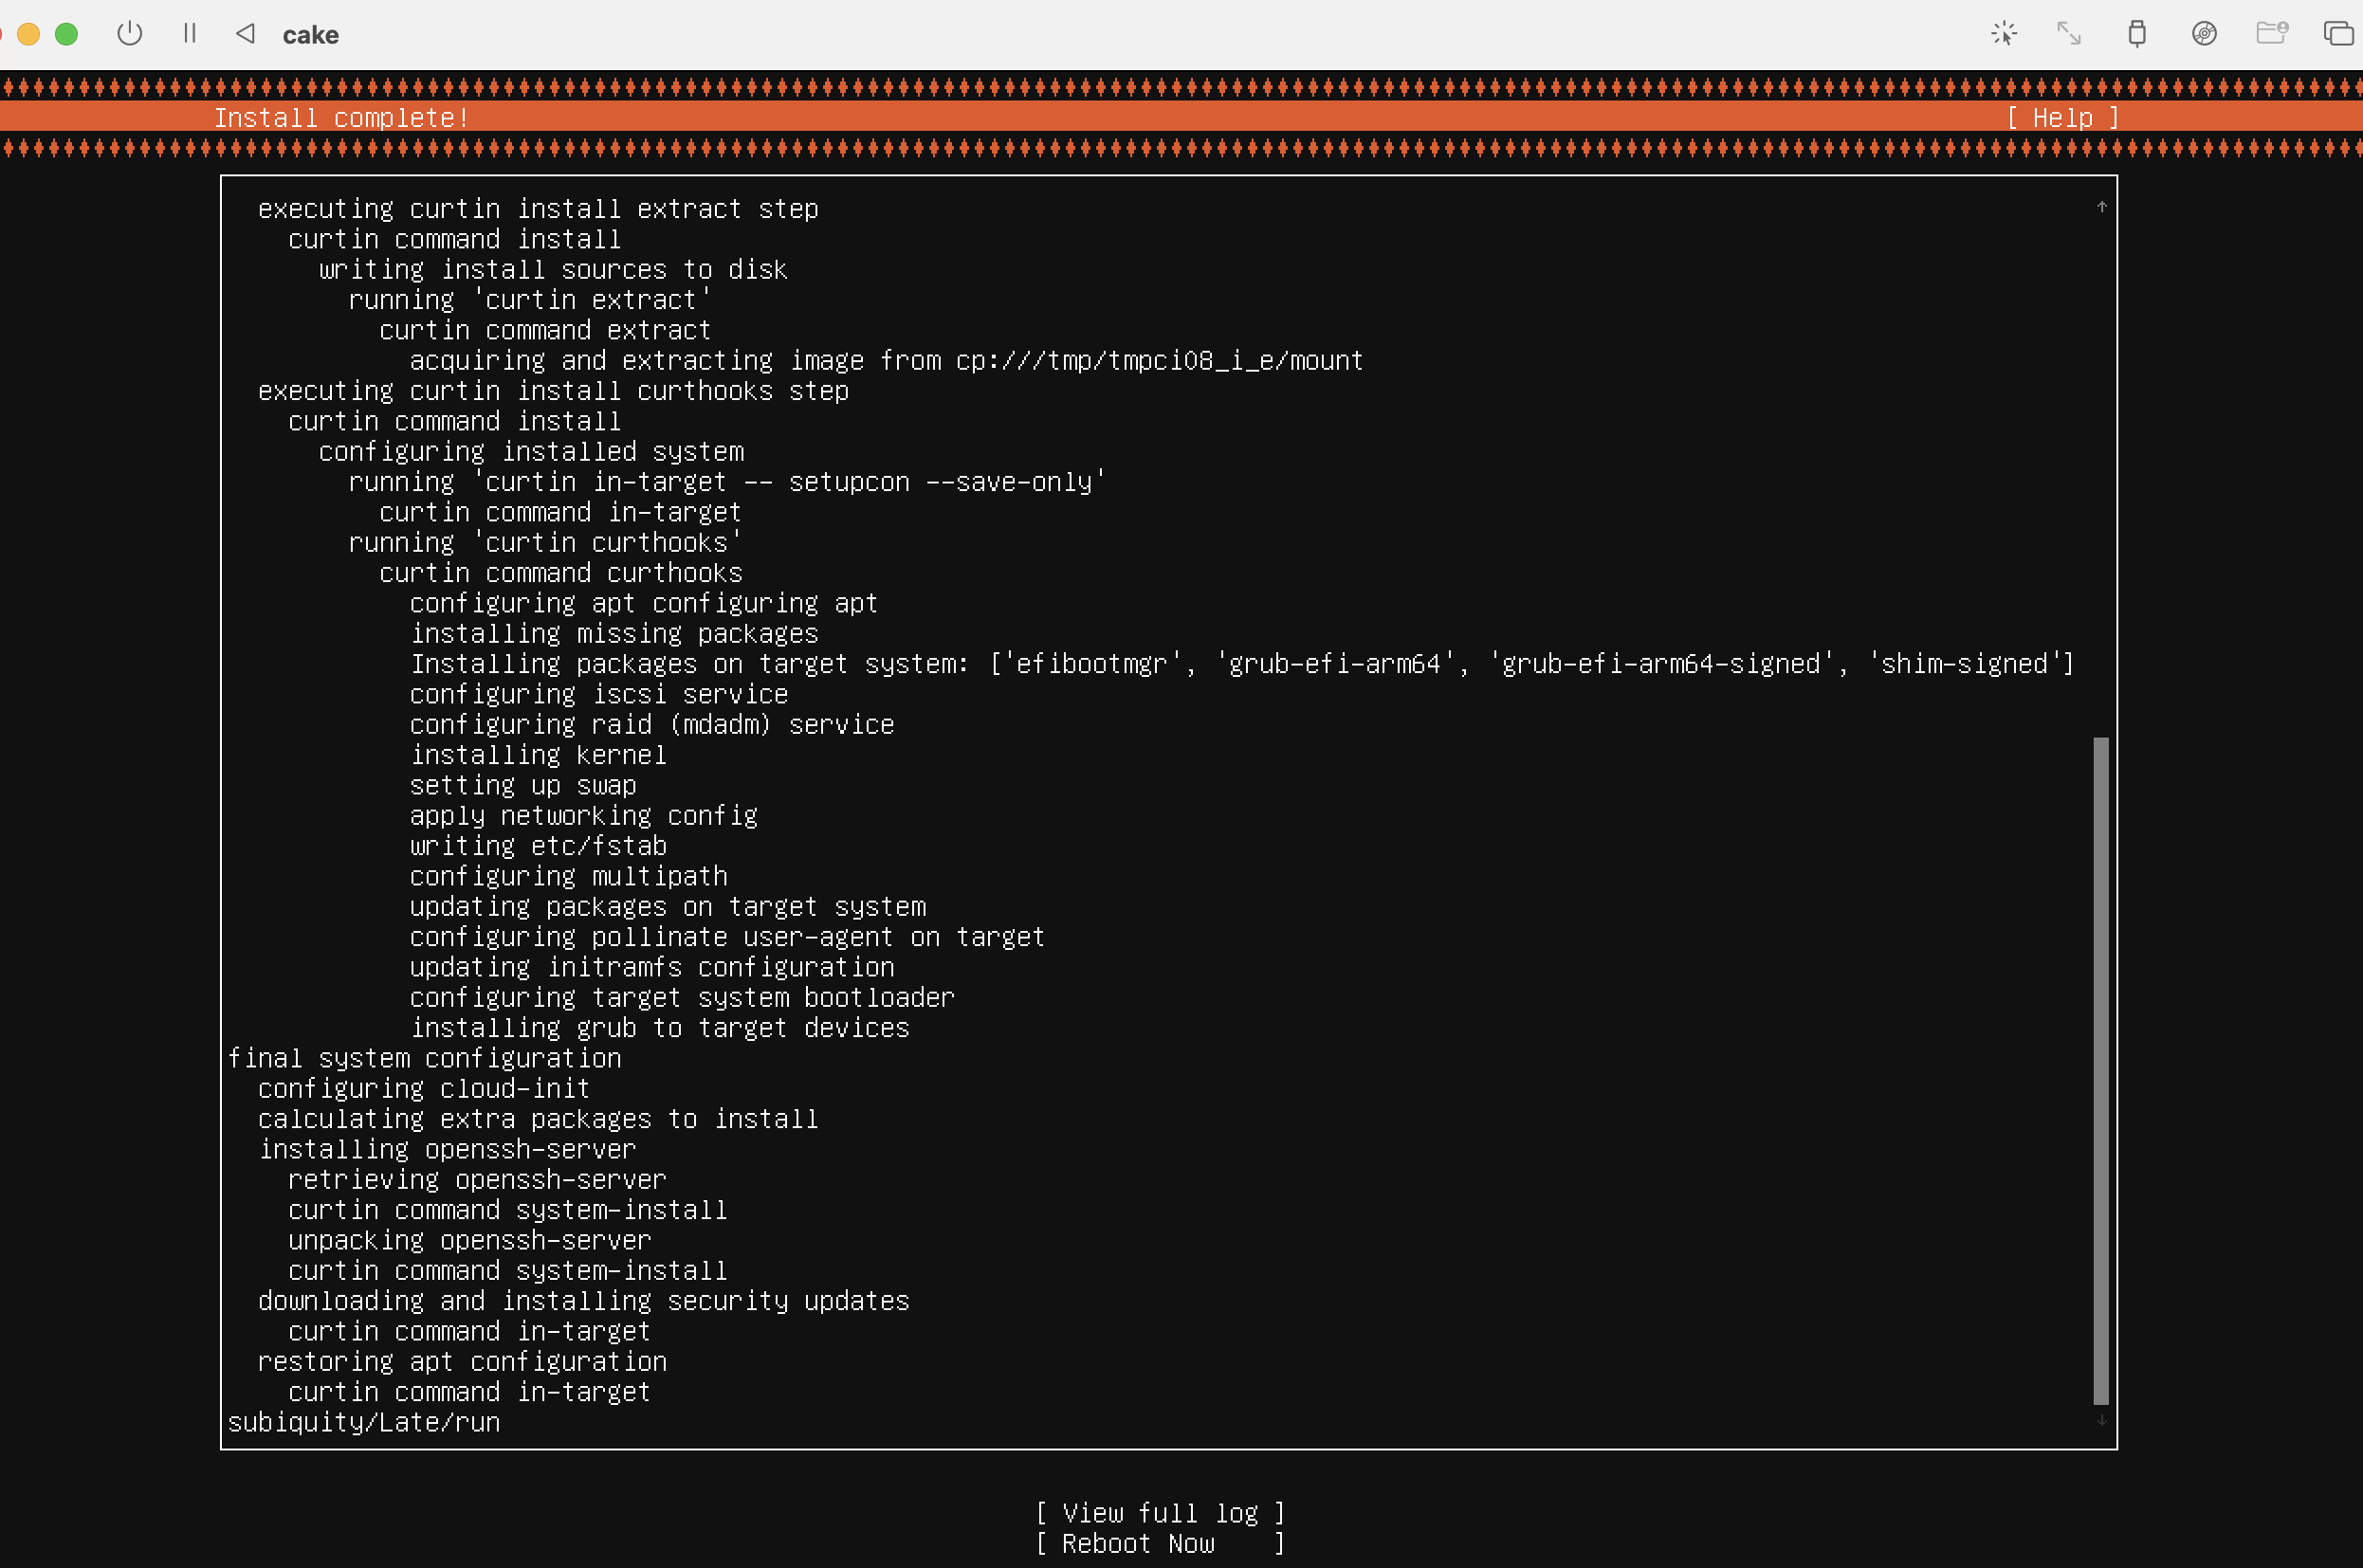 cake
Install complete! [ Help ]
executing curtin install extract step
curtin command install
writing install sources to disk
running 'curtin extract'
curtin command extract
acquiring and extracting image from cp:///tmp/tmpci08_i_e/mount
executing curtin install curthooks step
curtin command install
configuring installed system
running 'curtin in-target -- setupcon --save-only'
curtin command in-target
running 'curtin curthooks'
curtin command curthooks
configuring apt configuring apt
installing missing packages
Installing packages on target system: ['efibootmgr', 'grub-efi-arm64', 'grub-efi-arm64-signed', 'shim-signed']
configuring iscsi service
configuring raid (mdadm) service
installing kernel
setting up swap
apply networking config
writing etc/fstab
configuring multipath
updating packages on target system
configuring pollinate user-agent on target
updating initramfs configuration
configuring target system bootloader
installing grub to target devices
final system configuration
configuring cloud-init
calculating extra packages to install
installing openssh-server
retrieving openssh-server
curtin command system-install
unpacking openssh-server
curtin command system-install
downloading and installing security updates
curtin command in-target
restoring apt configuration
curtin command in-target
subiquity/Late/run
[ View full log ]
[ Reboot Now ]